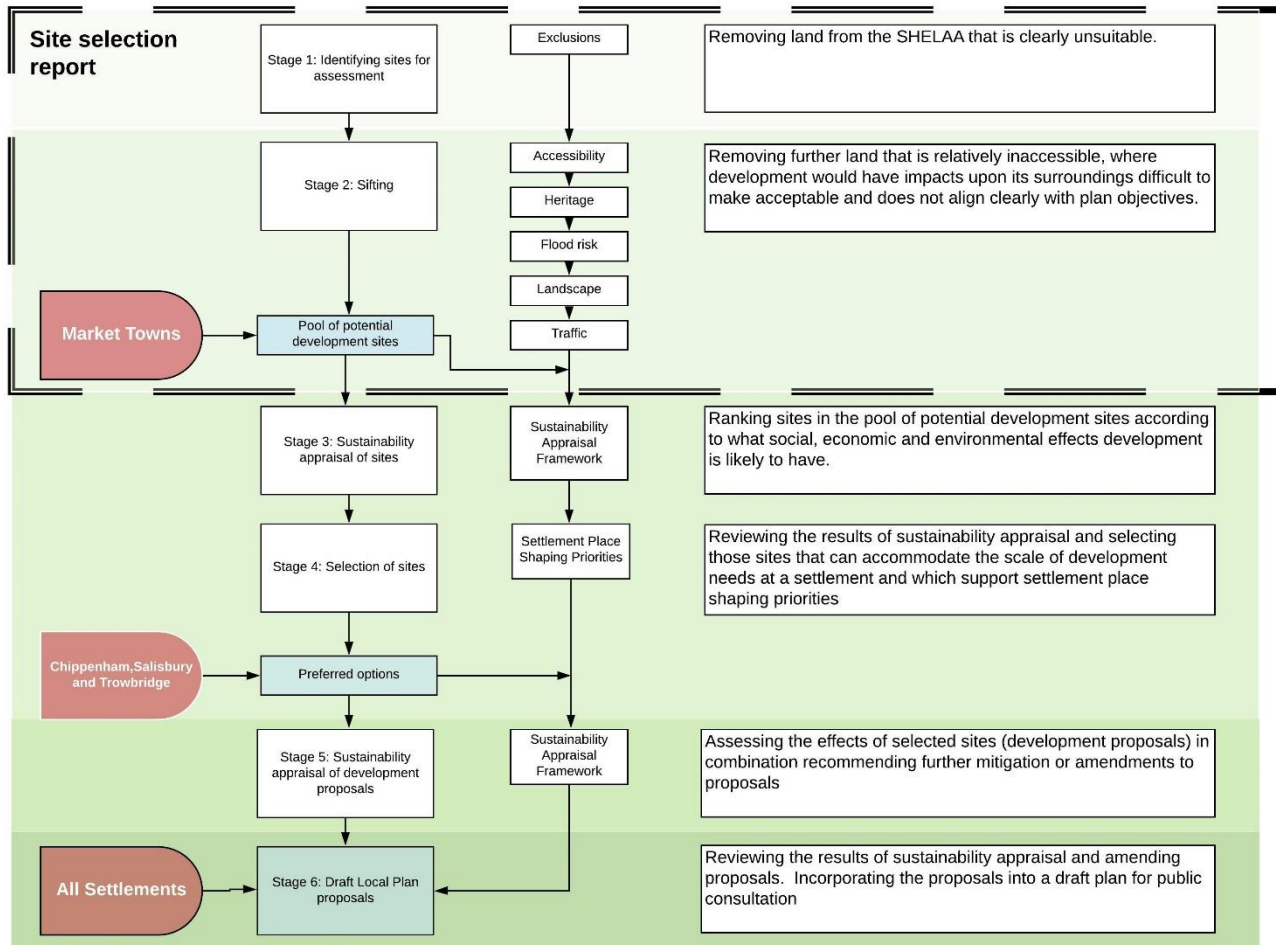 Site selection
report
Stage 1: Identifying sites for
assessment
Exclusions
Removing land from the SHELAA that is clearly unsuitable.
Stage 2: Sifting
Accessibility
Heritage
Flood risk
Landscape
Traffic
Removing further land that is relatively inaccessible, where
development would have impacts upon its surroundings difficult to
make acceptable and does not align clearly with plan objectives.
Market Towns
Pool of potential
development sites
Stage 3: Sustainability
appraisal of sites
Sustainability
Appraisal
Framework
Ranking sites in the pool of potential development sites according
to what social, economic and environmental effects development
is likely to have.
Stage 4: Selection of sites
Settlement Place
Shaping Priorities
Reviewing the results of sustainability appraisal and selecting
those sites that can accommodate the scale of development
needs at a settlement and which support settlement place
shaping priorities
Chippenham,Salisbury
and Trowbridge
Preferred options
Stage 5: Sustainability
appraisal of development
proposals
Sustainability
Appraisal
Framework
Assessing the effects of selected sites (development proposals) in
combination recommending further mitigation or amendments to
proposals
All Settlements
Stage 6: Draft Local Plan
proposals
Reviewing the results of sustainability appraisal and amending
proposals.  Incorporating the proposals into a draft plan for public
consultation